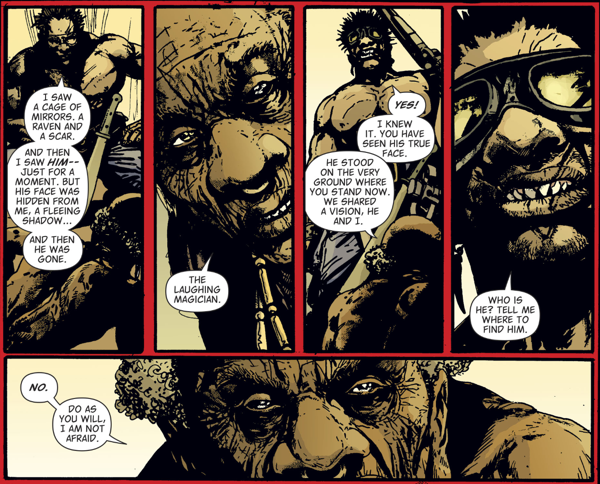 I SAW
A CAGE OF
MIRRORS. A
RAVEN AND
A SCAR.
AND THEN
I SAW HIM--
JUST FOR A
MOMENT. BUT
HIS FACE WAS
HIDDEN FROM
ME, A FLEEING
SHADOW...
AND THEN
HE WAS
GONE.
THE
LAUGHING
MAGICIAN.
YES!
I KNEW
IT. YOU HAVE
SEEN HIS TRUE
FACE.
HE STOOD
ON THE VERY
GROUND WHERE
YOU STAND NOW.
WE SHARED
A VISION, HE
AND I.
WHO IS
HE? TELL ME
WHERE TO
FIND HIM.
NO.
DO AS
YOU WILL,
I AM NOT
AFRAID.